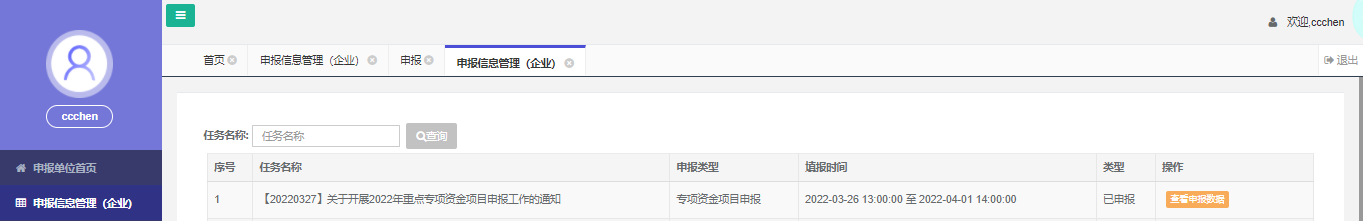 欢迎,ccchen
首页
申报信息管理（企业）
申报
申报信息管理（企业）
退出
ccchen
申报单位首页
申报信息管理（企业）
任务名称:
任务名称
查询
序号 任务名称 申报类型 填报时间 类型 操作
1 【20220327】关于开展2022年重点专项资金项目申报工作的通知 专项资金项目申报 2022-03-26 13:00:00 至 2022-04-01 14:00:00 已申报 查看申报数据